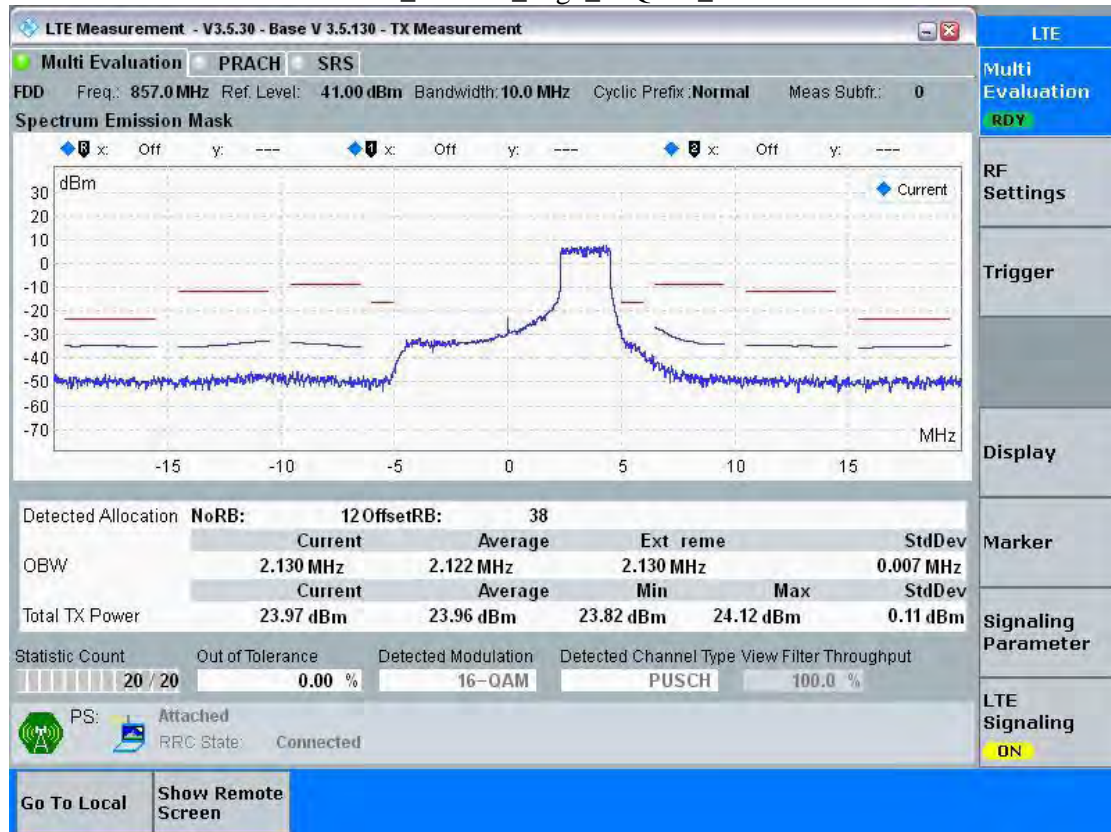 LTE Measurement - V3.5.30 - Base V 3.5.130 - TX Measurement
LTE
Multi Evaluation PRACH SRS
FDD Freq.: 857.0 MHz Ref. Level: 41.00 dBm Bandwidth: 10.0 MHz Cyclic Prefix : Normal Meas Subfr.: 0
Spectrum Emission Mask
Multi
Evaluation
RDY
R x: Off y: --- 1 x: Off y: --- 2 x: Off y: ---
dBm
Current
30
20
10
0
-10
-20
-30
-40
-50
-60
-70
MHz
-15 -10 -5 0 5 10 15
RF
Settings
Trigger
Display
Marker
Signaling
Parameter
LTE
Signaling
ON
Detected Allocation NoRB: 12 OffsetRB: 38
Current Average Ext reme StdDev
OBW 2.130 MHz 2.122 MHz 2.130 MHz 0.007 MHz
Current Average Min Max StdDev
Total TX Power 23.97 dBm 23.96 dBm 23.82 dBm 24.12 dBm 0.11 dBm
Statistic Count Out of Tolerance Detected Modulation Detected Channel Type View Filter Throughput
20 / 20 0.00 % 16-QAM PUSCH 100.0 %
PS: Attached
RRC State: Connected
Go To Local
Show Remote
Screen